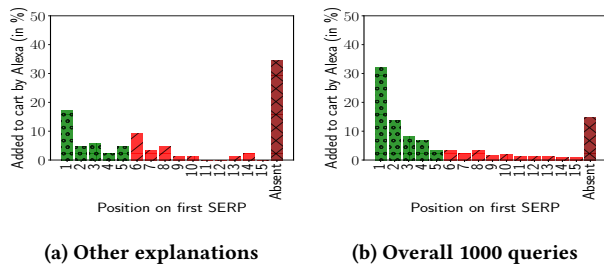 Added to cart by Alexa (in %)
50
40
30
20
10
0
1 2 3 4 5 6 7 8 9 10 11 12 13 14 15 Absent
Position on first SERP
(a) Other explanations
Added to cart by Alexa (in %)
50
40
30
20
10
0
1 2 3 4 5 6 7 8 9 10 11 12 13 14 15 Absent
Position on first SERP
(b) Overall 1000 queries